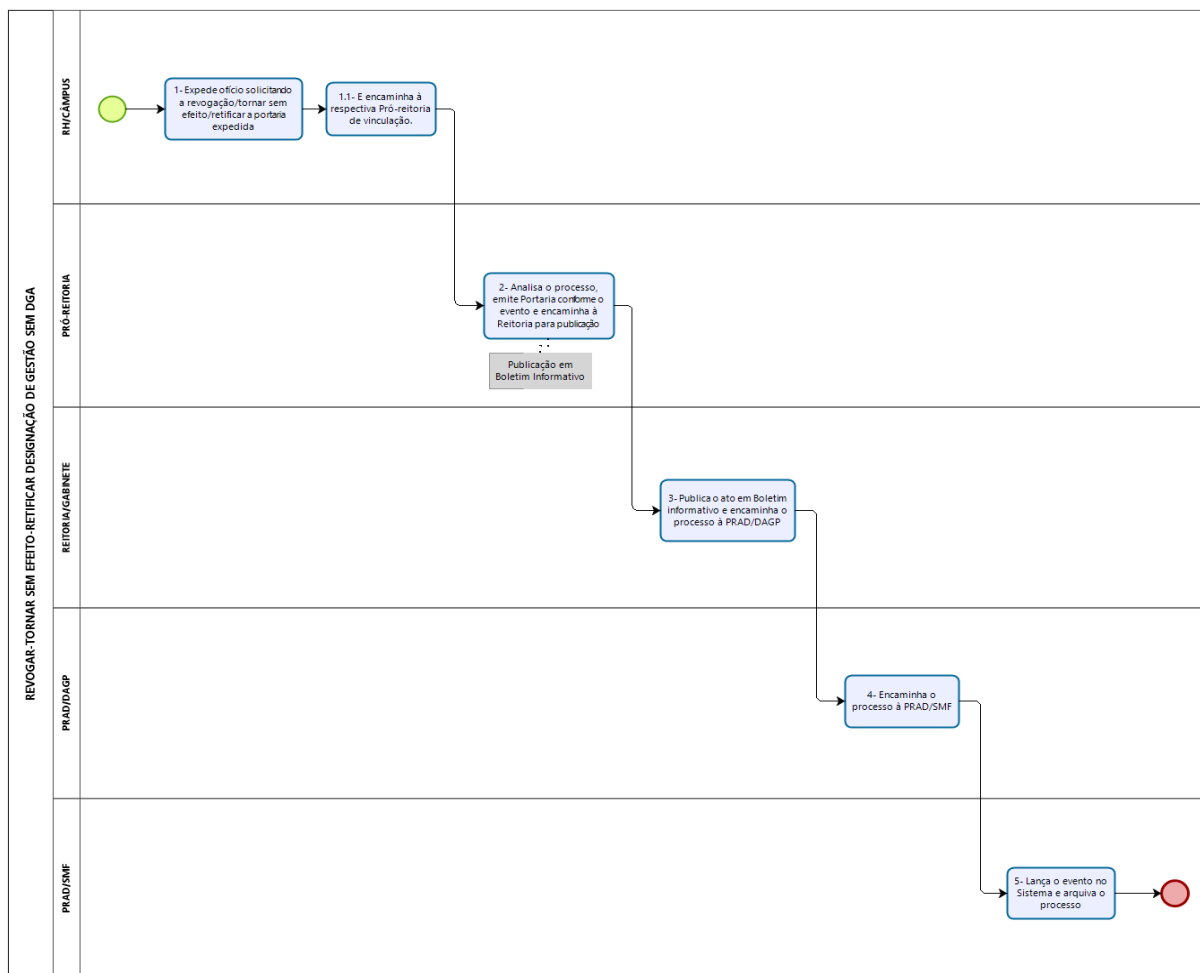 REVOGAR-TORNAR SEM EFEITO-RETIFICAR DESIGNAÇÃO DE GESTÃO SEM DGA
RH/CÂMPUS
1- Expede ofício solicitando
a revogação/tornar sem
efeito/retificar a portaria
expedida
1.1- E encaminha à
respectiva Pró-reitoria
de vinculação.
PRÓ-REITORIA
2- Analisa o processo,
emite Portaria conforme o
evento e encaminha à
Reitoria para publicação
Publicação em
Boletim Informativo
REITORIA/GABINETE
3- Publica o ato em Boletim
informativo e encaminha o
processo à PRAD/DAGP
PRAD/DAGP
4- Encaminha o
processo à PRAD/SMF
PRAD/SMF
5- Lança o evento no
Sistema e arquiva o
processo